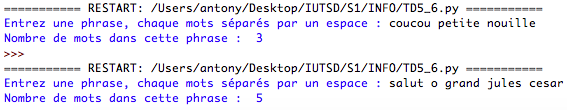 =========== RESTART: /Users/antony/Desktop/IUTSD/S1/INFO/TD5_6.py ===========
Entrez une phrase, chaque mots séparés par un espace : coucou petite nouille
Nombre de mots dans cette phrase :  3
>>>
=========== RESTART: /Users/antony/Desktop/IUTSD/S1/INFO/TD5_6.py ===========
Entrez une phrase, chaque mots séparés par un espace : salut o grand jules cesar
Nombre de mots dans cette phrase :  5